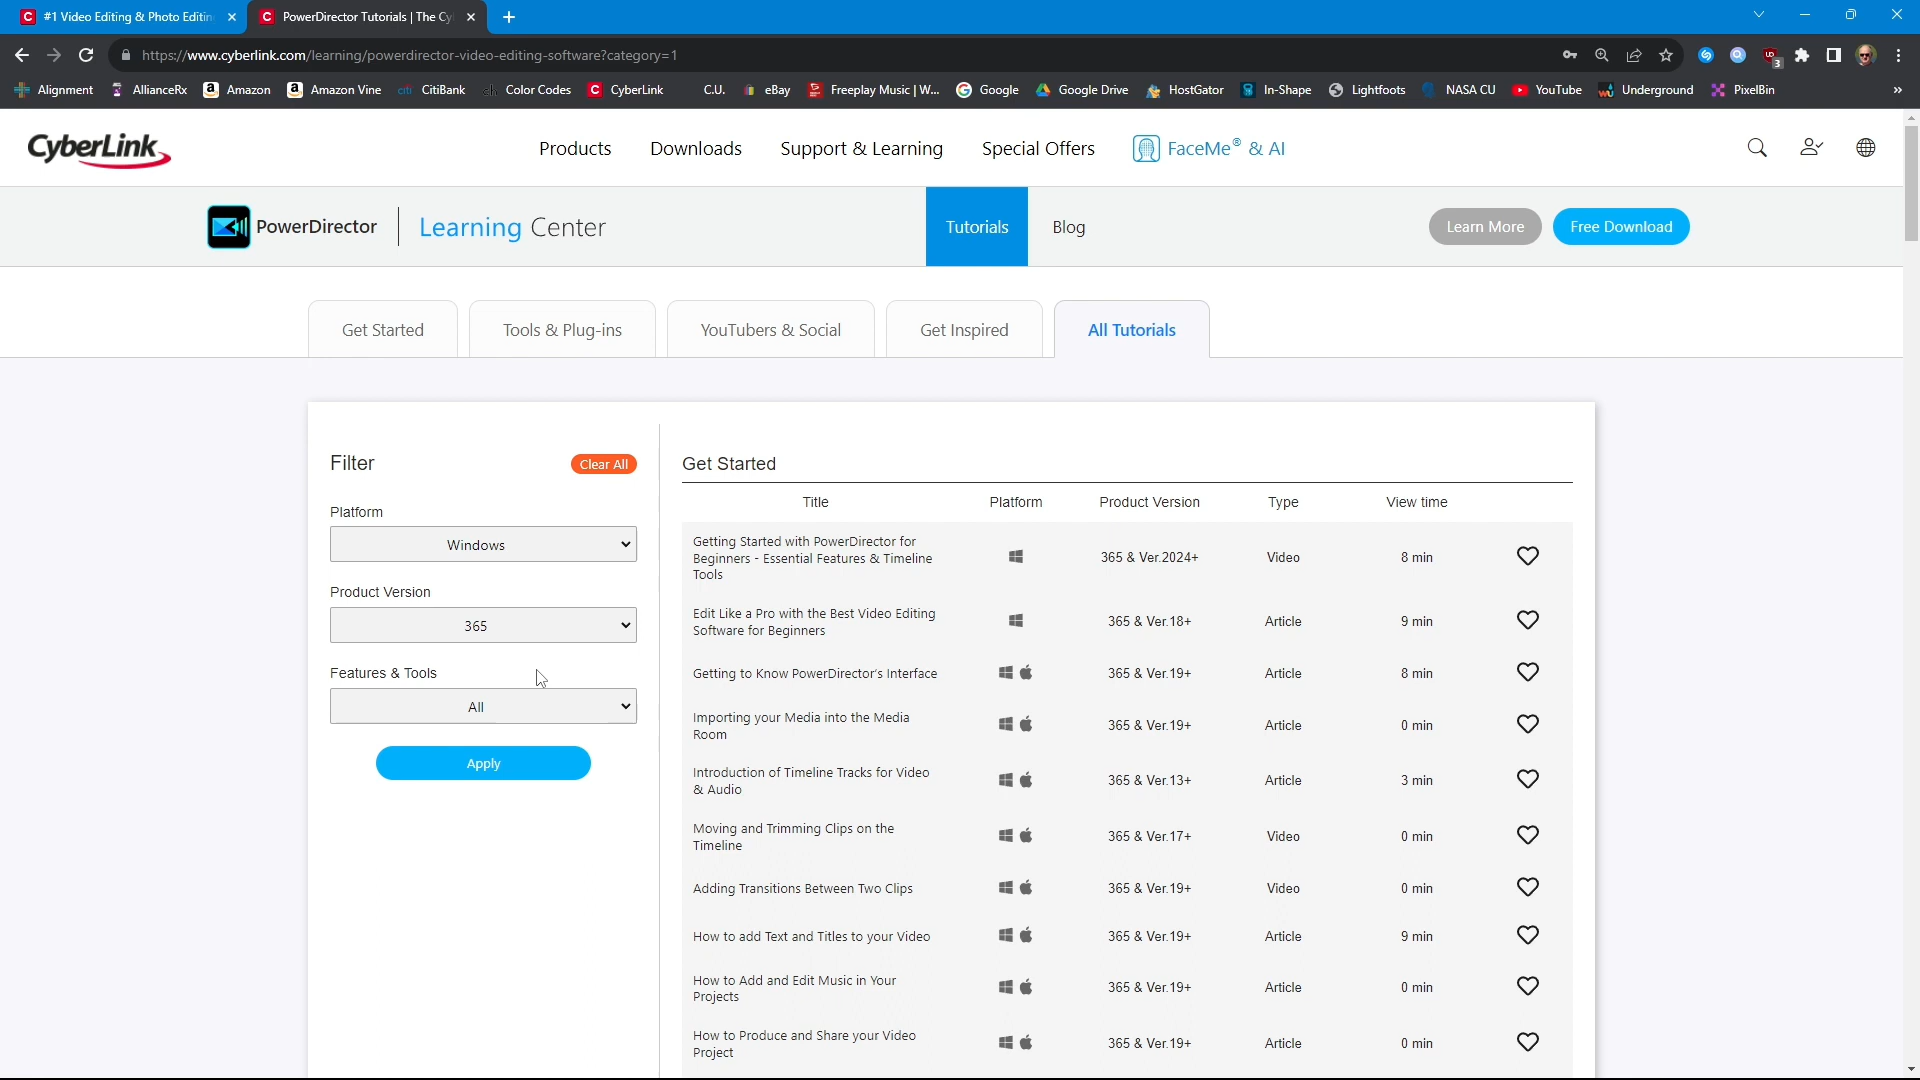 #1 Video Editing & Photo Editin
PowerDirector Tutorials | The Cy
https://www.cyberlink.com/learning/powerdirector-video-editing-software?category=1
3
Alignment
AllianceRx
Amazon
Amazon Vine
CitiBank
Color Codes
CyberLink
C.U.
eBay
Freeplay Music | W...
Google
Google Drive
HostGator
In-Shape
Lightfoots
NASA CU
YouTube
Underground
PixelBin
»
CyberLink
Products
Downloads
Support & Learning
Special Offers
FaceMe® & AI
PowerDirector
Learning Center
Tutorials
Blog
Learn More
Free Download
Get Started
Tools & Plug-ins
YouTubers & Social
Get Inspired
All Tutorials
Filter
Clear All
Platform
Windows
Product Version
365
Features & Tools
All
Apply
Get Started
Title Platform Product Version Type View time
Getting Started with PowerDirector for
Beginners - Essential Features & Timeline
Tools
365 & Ver.2024+ Video 8 min
Edit Like a Pro with the Best Video Editing
Software for Beginners
365 & Ver.18+ Article 9 min
Getting to Know PowerDirector's Interface 365 & Ver.19+ Article 8 min
Importing your Media into the Media
Room
365 & Ver.19+ Article 0 min
Introduction of Timeline Tracks for Video
& Audio
365 & Ver.13+ Article 3 min
Moving and Trimming Clips on the
Timeline
365 & Ver.17+ Video 0 min
Adding Transitions Between Two Clips 365 & Ver.19+ Video 0 min
How to add Text and Titles to your Video 365 & Ver.19+ Article 9 min
How to Add and Edit Music in Your
Projects
365 & Ver.19+ Article 0 min
How to Produce and Share your Video
Project
365 & Ver.19+ Article 0 min